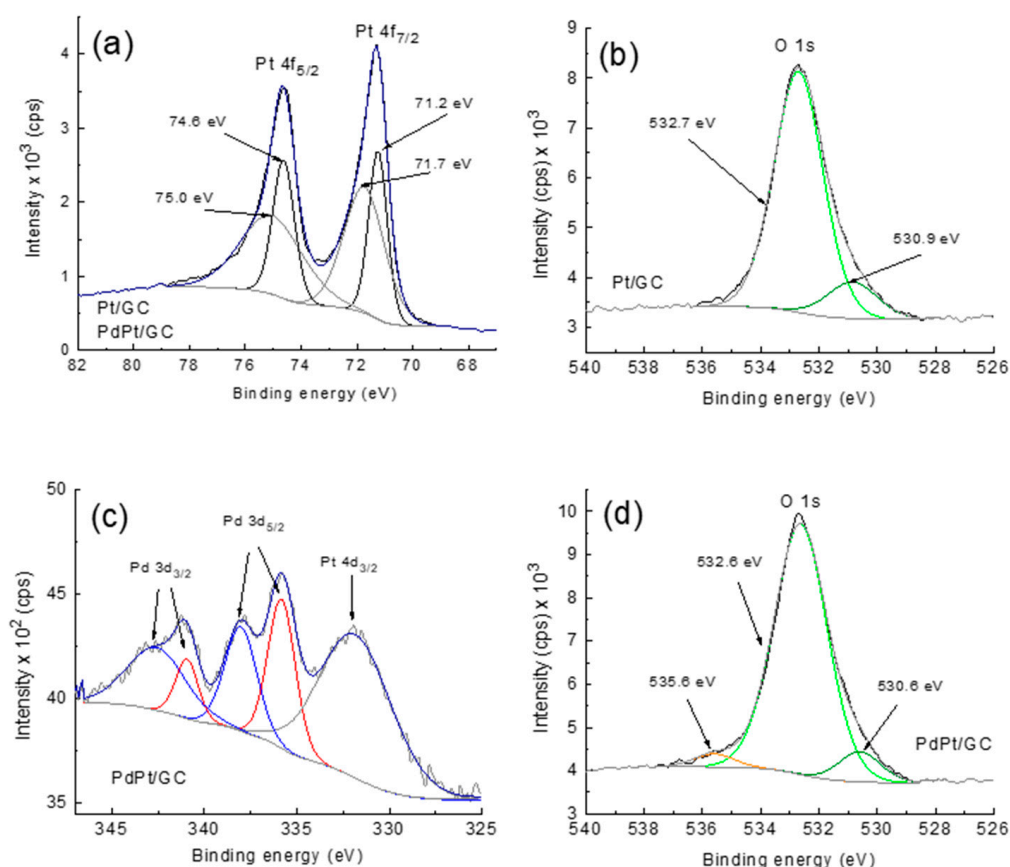 (a)
Pt 4f7/2
Pt 4f5/2
71.2 eV
74.6 eV
71.7 eV
75.0 eV
Pt/GC
PdPt/GC
Intensity x 10³ (cps)
4
3
2
1
0
82 80 78 76 74 72 70 68
Binding energy (eV)
(b)
O 1s
532.7 eV
530.9 eV
Pt/GC
Intensity (cps) x 10³
9
8
7
6
5
4
3
540 538 536 534 532 530 528 526
Binding energy (eV)
(c)
Pd 3d5/2
Pd 3d3/2
Pt 4d3/2
PdPt/GC
Intensity x 10² (cps)
50
45
40
35
345 340 335 330 325
Binding energy (eV)
(d)
O 1s
532.6 eV
535.6 eV
530.6 eV
PdPt/GC
Intensity (cps) x 10³
10
9
8
7
6
5
4
3
540 538 536 534 532 530 528 526
Binding energy (eV)